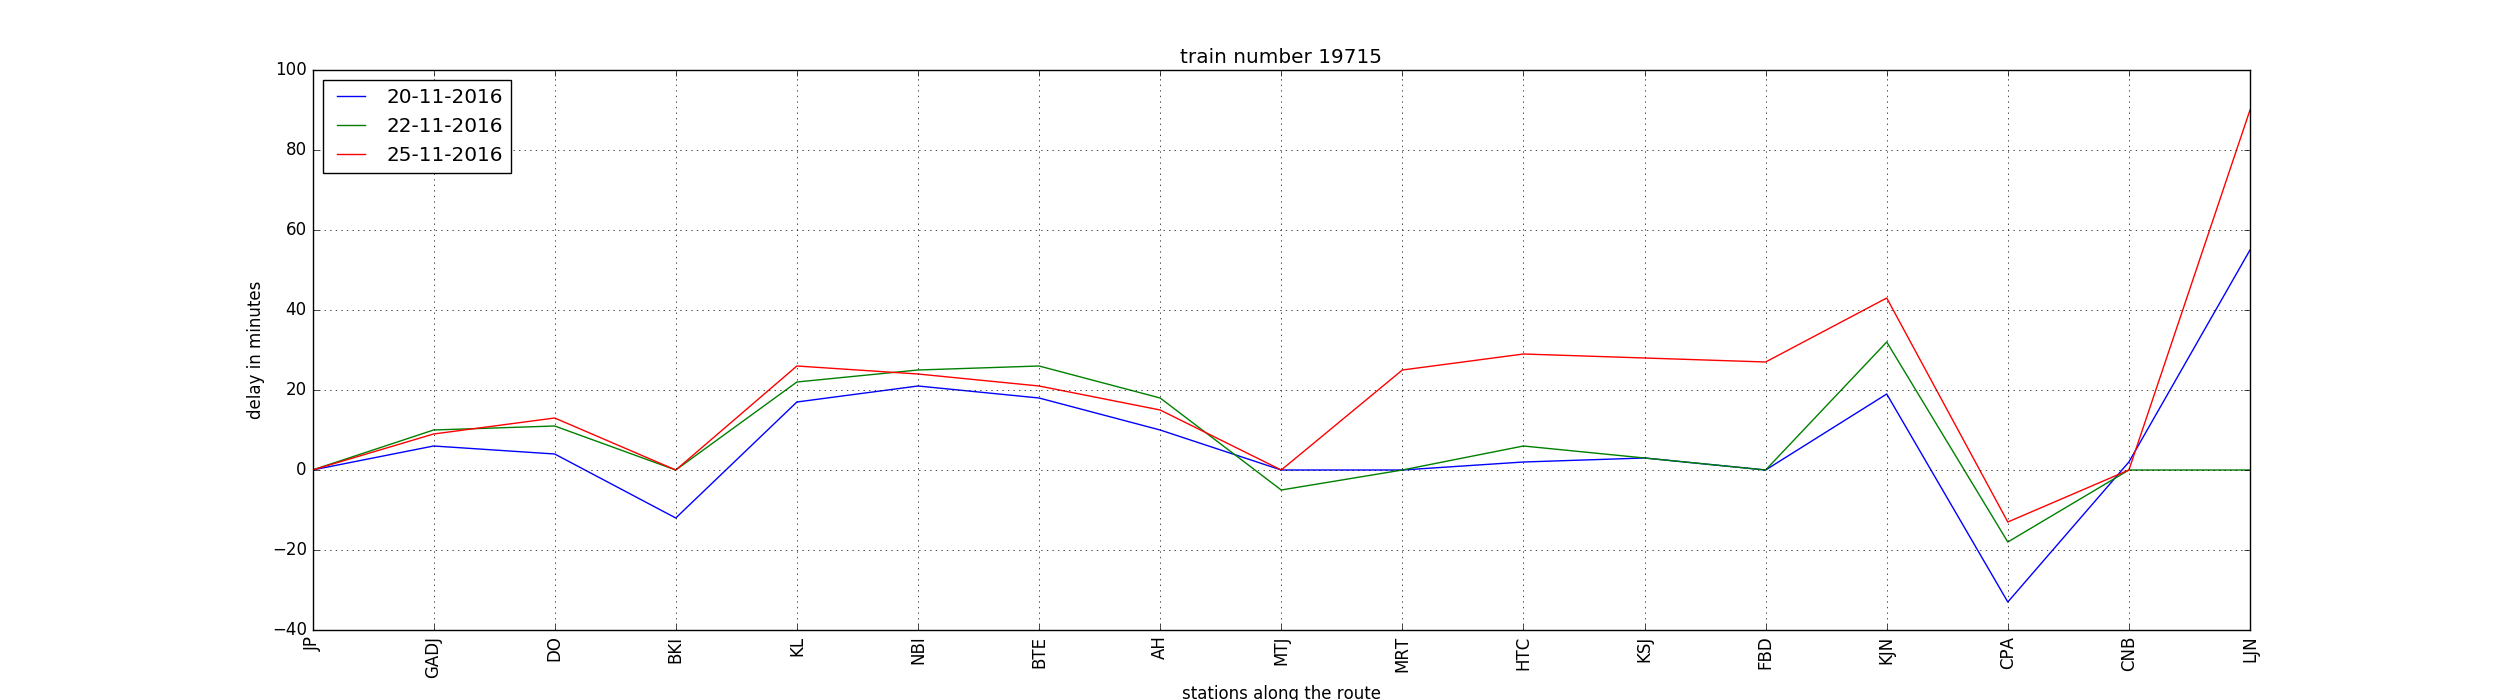 train number 19715
100
80
60
40
20
0
−20
−40
delay in minutes
20-11-2016
22-11-2016
25-11-2016
JP
GADJ
DO
BKI
KL
NBI
BTE
AH
MTJ
MRT
HTC
KSJ
FBD
KJN
CPA
CNB
LJN
stations along the route